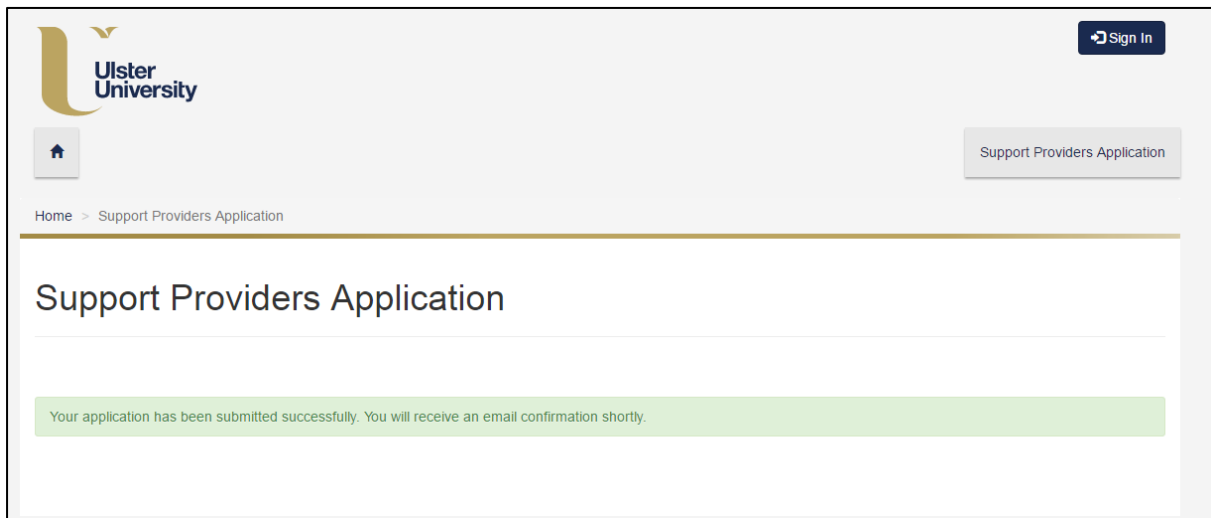 Ulster
University
Sign In
Support Providers Application
Home > Support Providers Application
Support Providers Application
Your application has been submitted successfully. You will receive an email confirmation shortly.